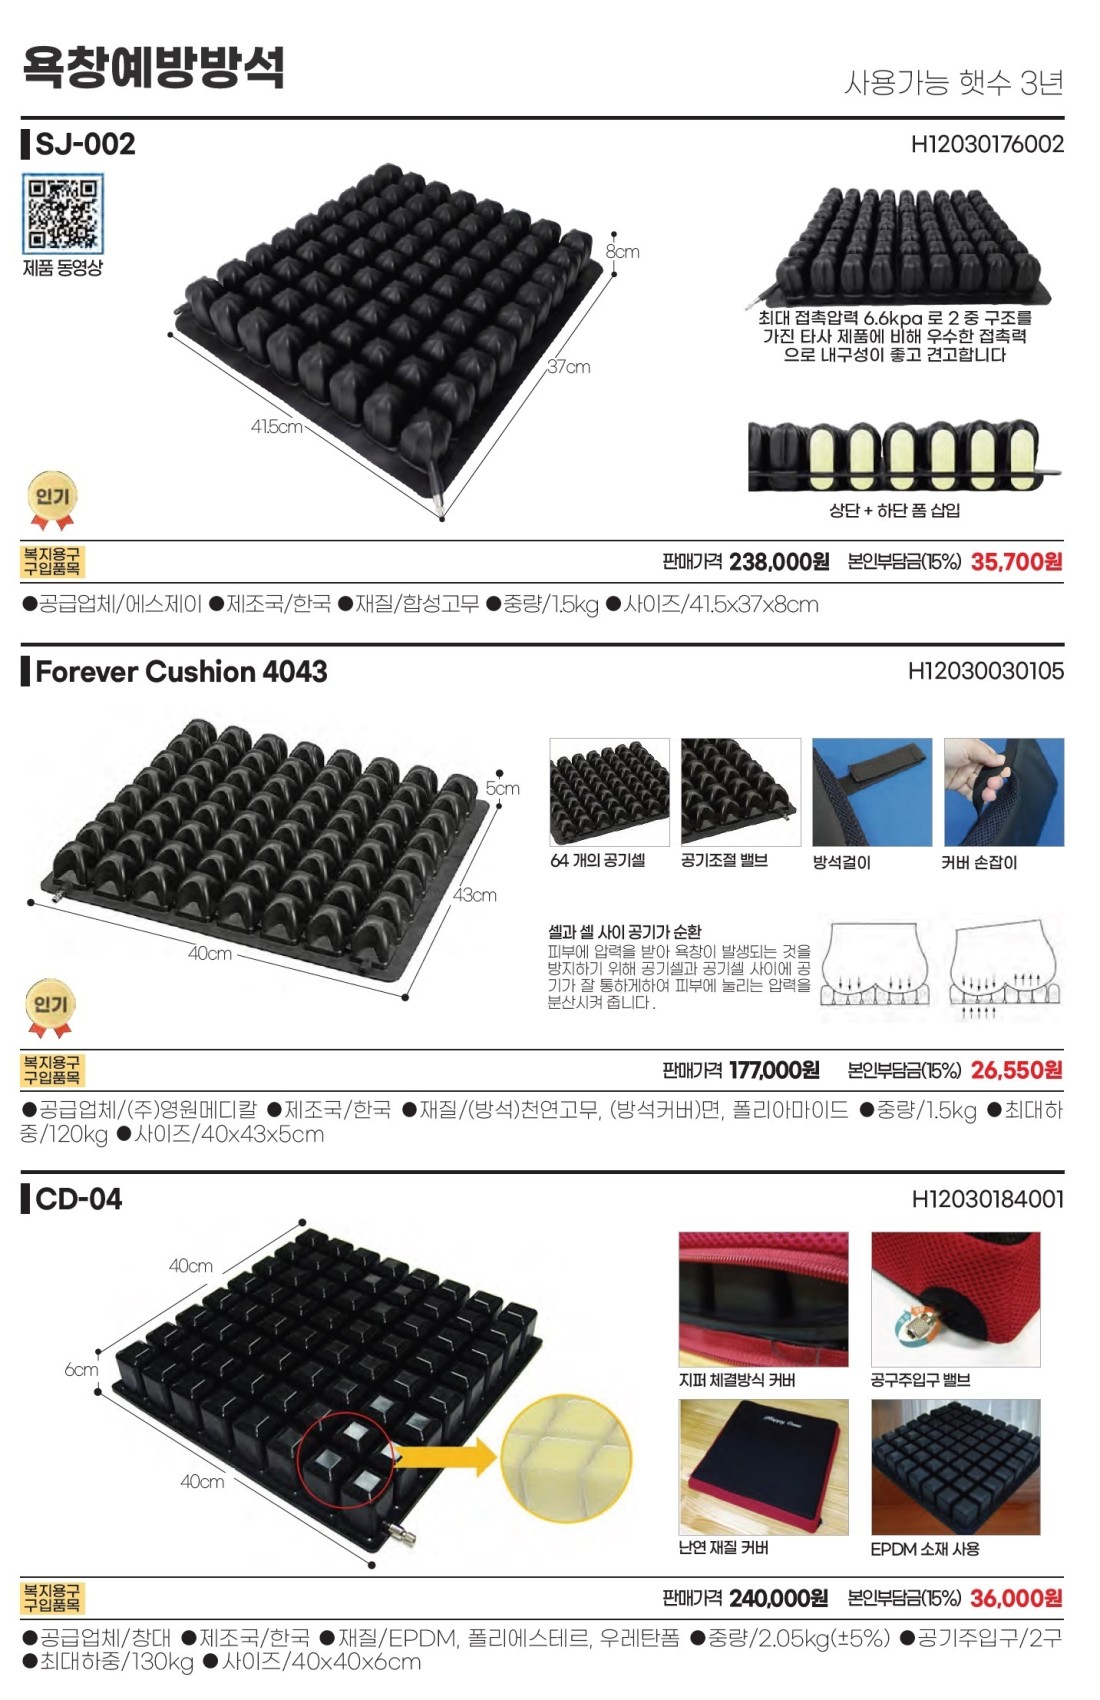 욕창예방방석
사용가능 햇수 3년
SJ-002
H12030176002
제품 동영상
8cm
37cm
41.5cm
최대 접촉압력 6.6kpa 로 2 중 구조를
가진 타사 제품에 비해 우수한 접촉력
으로 내구성이 좋고 견고합니다
상단 + 하단 폼 삽입
인기
복지용구
구입품목
판매가격 238,000원 본인부담금(15%) 35,700원
●공급업체/에스제이 ●제조국/한국 ●재질/합성고무 ●중량/1.5kg ●사이즈/41.5x37x8cm
Forever Cushion 4043
H12030030105
5cm
43cm
40cm
64 개의 공기셀
공기조절 밸브
방석걸이
커버 손잡이
셀과 셀 사이 공기가 순환
피부에 압력을 받아 욕창이 발생되는 것을
방지하기 위해 공기셀과 공기셀 사이에 공
기가 잘 통하게하여 피부에 눌리는 압력을
분산시켜 줍니다.
인기
복지용구
구입품목
판매가격 177,000원 본인부담금(15%) 26,550원
●공급업체/(주)영원메디칼 ●제조국/한국 ●재질/(방석)천연고무, (방석커버)면, 폴리아마이드 ●중량/1.5kg ●최대하
중/120kg ●사이즈/40x43x5cm
CD-04
H12030184001
40cm
6cm
40cm
지퍼 체결방식 커버
공구주입구 밸브
Happy Ease
난연 재질 커버
EPDM 소재 사용
복지용구
구입품목
판매가격 240,000원 본인부담금(15%) 36,000원
●공급업체/창대 ●제조국/한국 ●재질/EPDM, 폴리에스테르, 우레탄폼 ●중량/2.05kg(±5%) ●공기주입구/2구
●최대하중/130kg ●사이즈/40x40x6cm